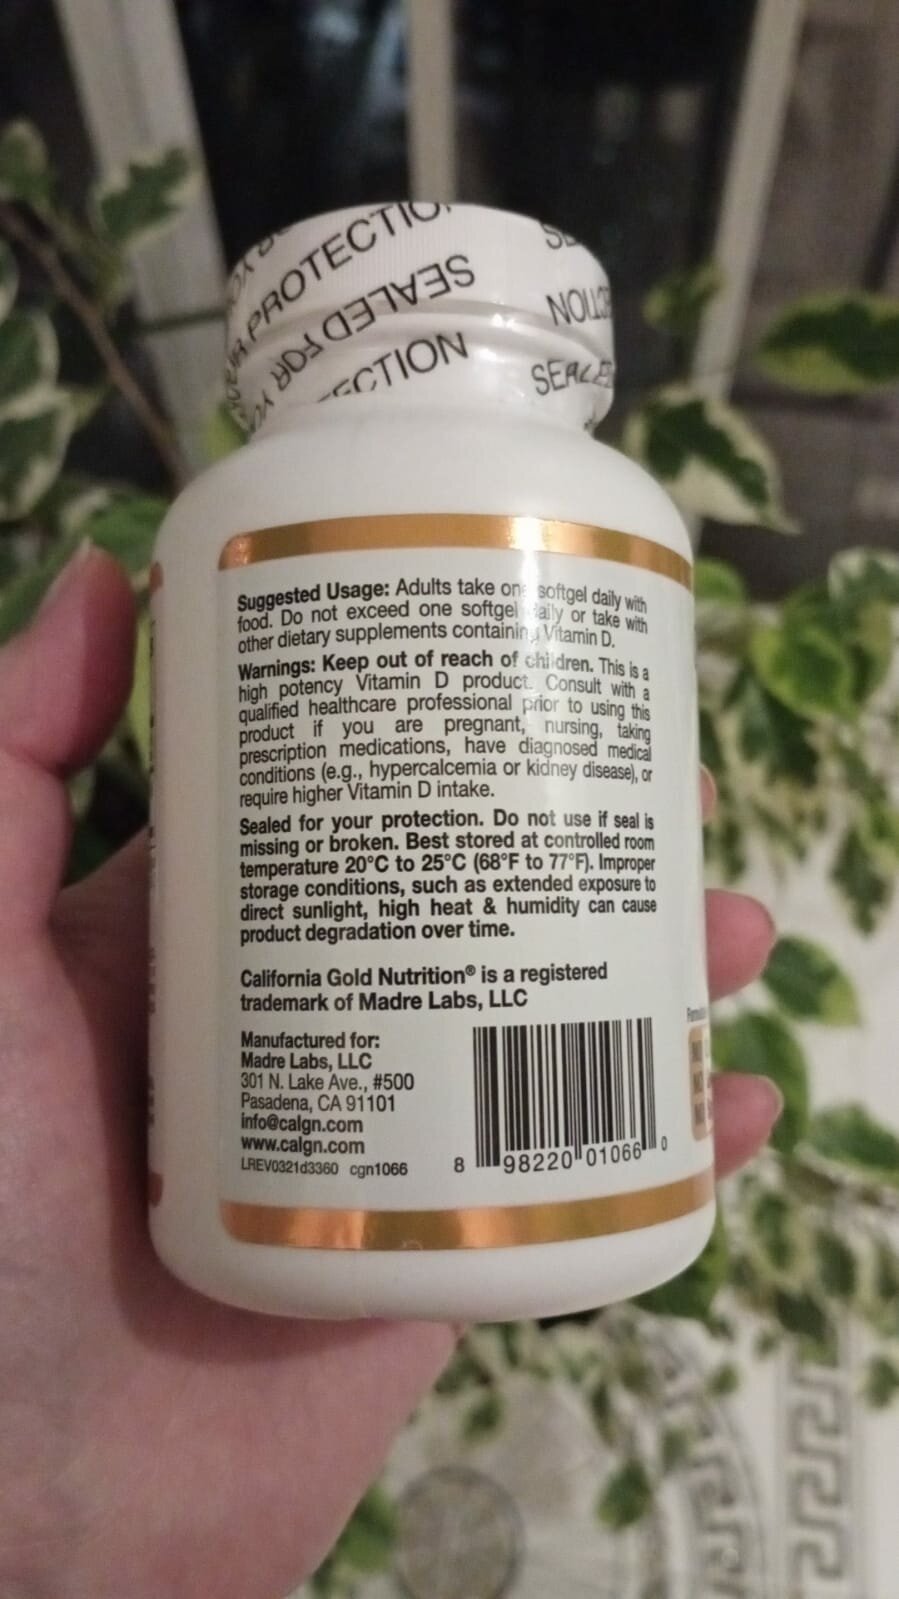 PROTECTION
SEALED FOR
SEALED
Suggested Usage: Adults take one softgel daily with
food. Do not exceed one softgel daily or take with
other dietary supplements containing Vitamin D.
Warnings: Keep out of reach of children. This is a
high potency Vitamin D product. Consult with a
qualified healthcare professional prior to using this
product if you are pregnant, nursing, taking
prescription medications, have diagnosed medical
conditions (e.g., hypercalcemia or kidney disease), or
require higher Vitamin D intake.
Sealed for your protection. Do not use if seal is
missing or broken. Best stored at controlled room
temperature 20°C to 25°C (68°F to 77°F). Improper
storage conditions, such as extended exposure to
direct sunlight, high heat & humidity can cause
product degradation over time.
California Gold Nutrition® is a registered
trademark of Madre Labs, LLC
Manufactured for:
Madre Labs, LLC
301 N. Lake Ave., #500
Pasadena, CA 91101
info@calgn.com
www.calgn.com
LREV0321d3360 cgn1066
8 98220 01066 0